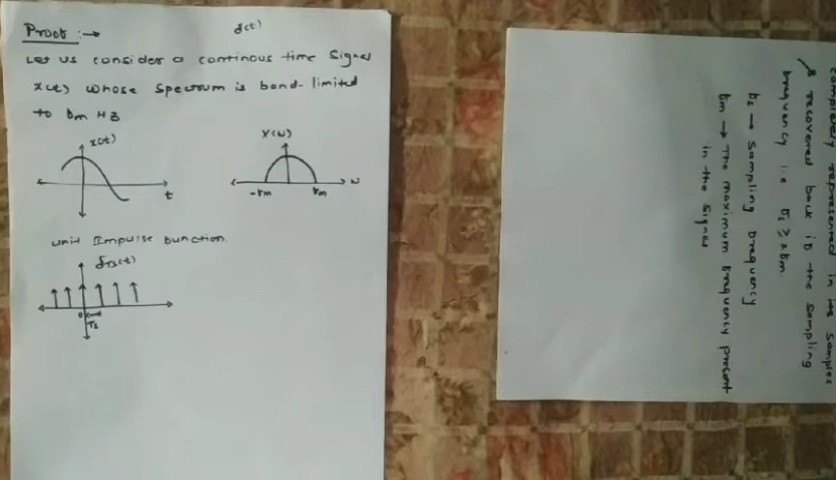 δ(t)
Proof :→
Let us consider a continous time Signal
x(t) whose spectrum is band-limited
to fm HZ
x(t)
t
X(ω)
-fm
fm
ω
unit Impulse function.
δTs(t)
0
Ts
completely represented in its samples
& recovered back is the sampling
frequency i.e fs ≥ 2fm
fs → Sampling frequency
fm → The maximum frequency present
in the signal